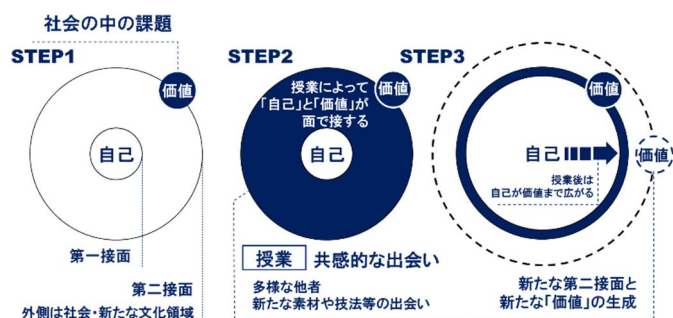 社会の中の課題
STEP1
価値
自己
第一接面
第二接面
外側は社会・新たな文化領域
STEP2
授業によって
「自己」と「価値」が
面で接する
価値
自己
授業 共感的な出会い
多様な他者
新たな素材や技法等の出会い
STEP3
価値
自己
価値
授業後は
自己が価値まで広がる
新たな第二接面と
新たな「価値」の生成